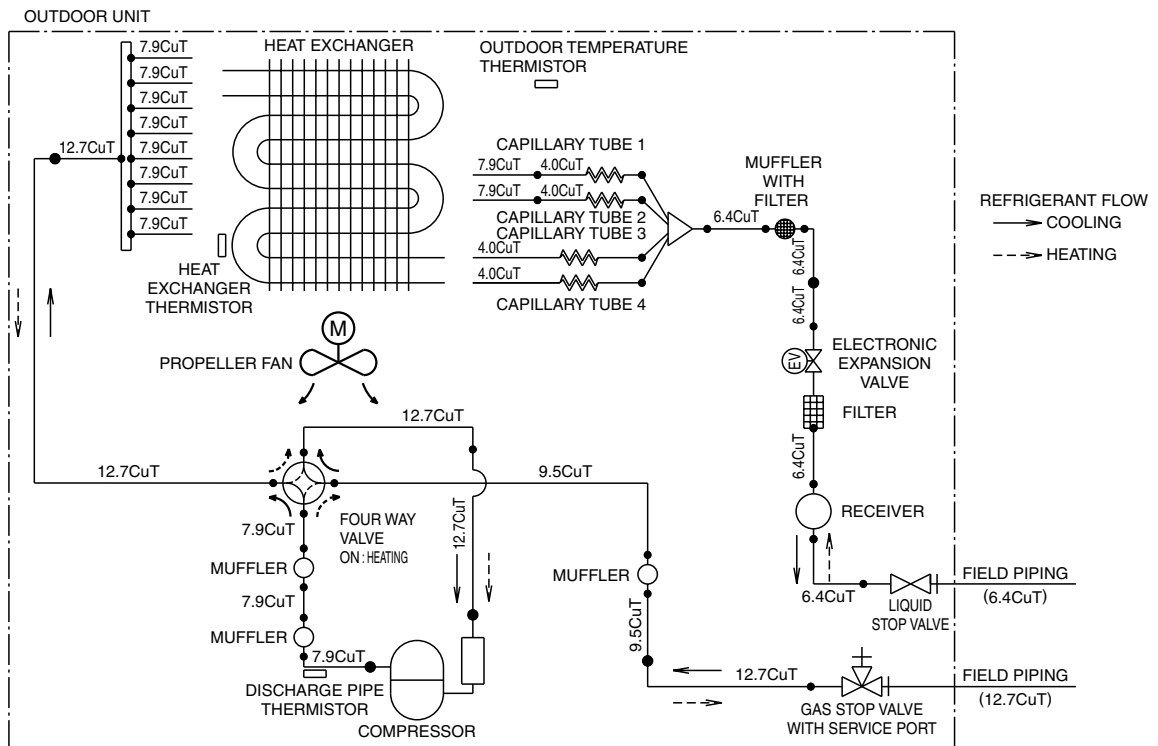 OUTDOOR UNIT
7.9CuT
7.9CuT
7.9CuT
7.9CuT
7.9CuT
7.9CuT
7.9CuT
7.9CuT
12.7CuT
HEAT EXCHANGER
OUTDOOR TEMPERATURE
THERMISTOR
HEAT
EXCHANGER
THERMISTOR
CAPILLARY TUBE 1
7.9CuT
4.0CuT
7.9CuT
4.0CuT
CAPILLARY TUBE 2
CAPILLARY TUBE 3
4.0CuT
4.0CuT
CAPILLARY TUBE 4
6.4CuT
MUFFLER
WITH
FILTER
6.4CuT
6.4CuT
REFRIGERANT FLOW
COOLING
HEATING
M
PROPELLER FAN
EV
ELECTRONIC
EXPANSION
VALVE
FILTER
6.4CuT
RECEIVER
12.7CuT
12.7CuT
9.5CuT
7.9CuT
FOUR WAY
VALVE
ON : HEATING
12.7CuT
MUFFLER
7.9CuT
MUFFLER
7.9CuT
DISCHARGE PIPE
THERMISTOR
COMPRESSOR
MUFFLER
9.5CuT
6.4CuT
LIQUID
STOP VALVE
FIELD PIPING
(6.4CuT)
12.7CuT
GAS STOP VALVE
WITH SERVICE PORT
FIELD PIPING
(12.7CuT)